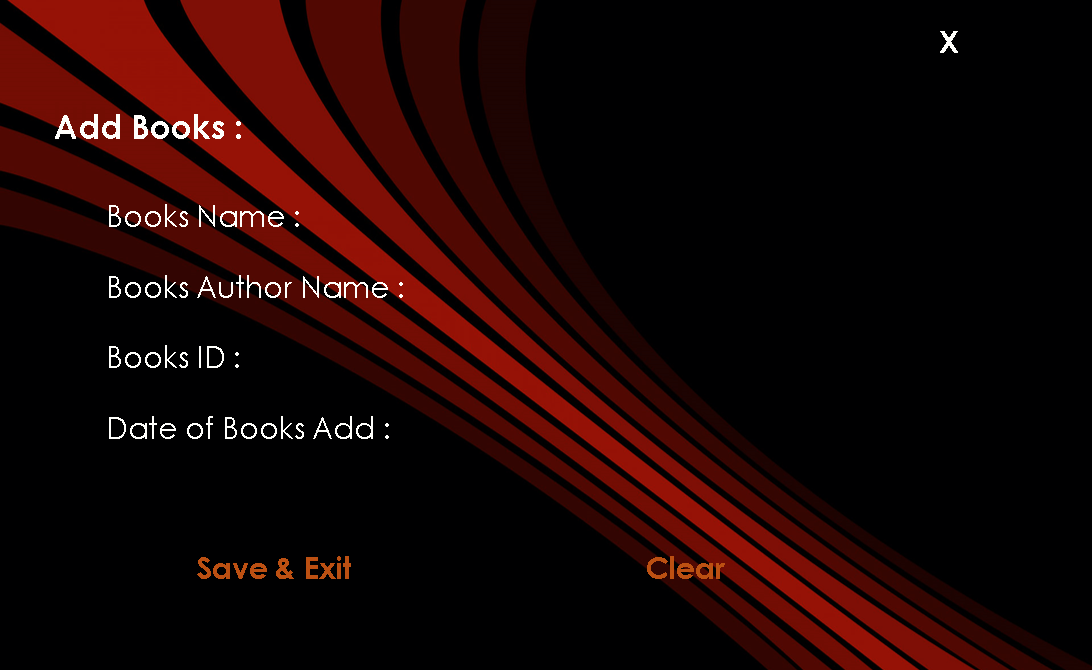 X
Add Books :
Books Name :
Books Author Name :
Books ID :
Date of Books Add :
Save & Exit
Clear